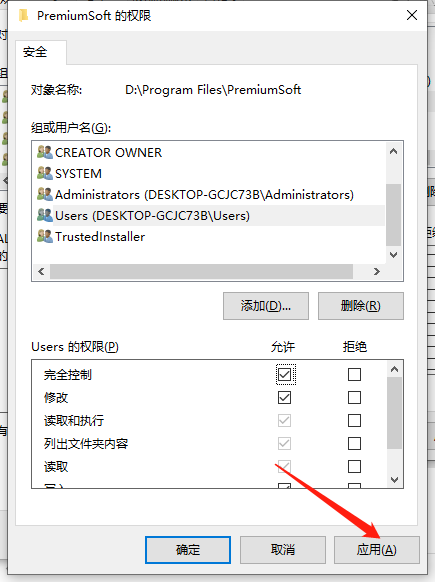 PremiumSoft 的权限
安全
对象名称: D:\Program Files\PremiumSoft
组或用户名(G):
CREATOR OWNER
SYSTEM
Administrators (DESKTOP-GCJC73B\Administrators)
Users (DESKTOP-GCJC73B\Users)
TrustedInstaller
添加(D)... 删除(R)
Users 的权限(P) 允许 拒绝
完全控制
修改
读取和执行
列出文件夹内容
读取
确定 取消 应用(A)